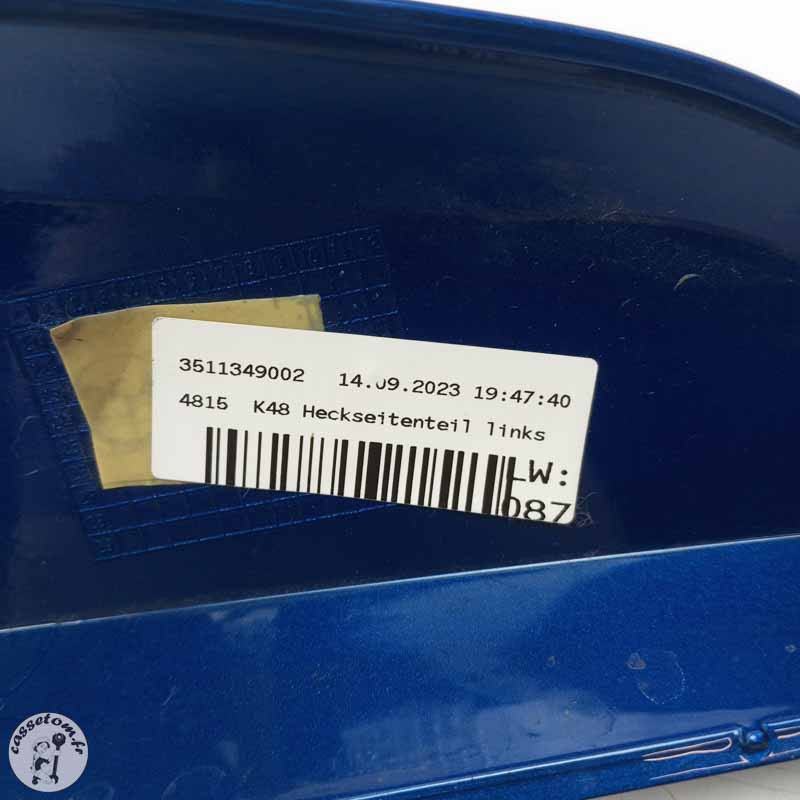 3511349002 14.09.2023 19:47:40
4815 K48 Heckseitenteil links
LW:
087
cassetom.fr